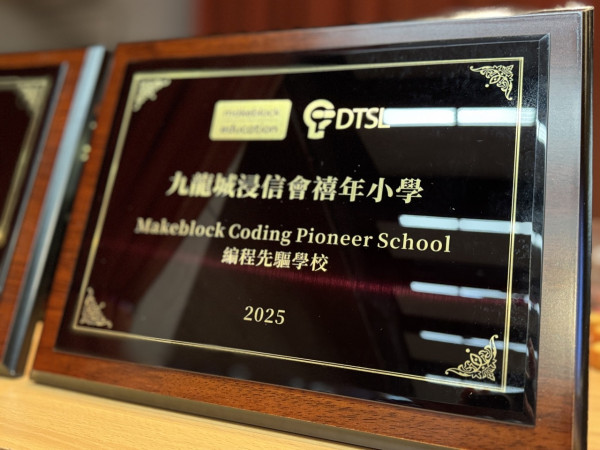 makeblock education
DTSL
九龍城浸信會禧年小學
Makeblock Coding Pioneer School
編程先驅學校
2025